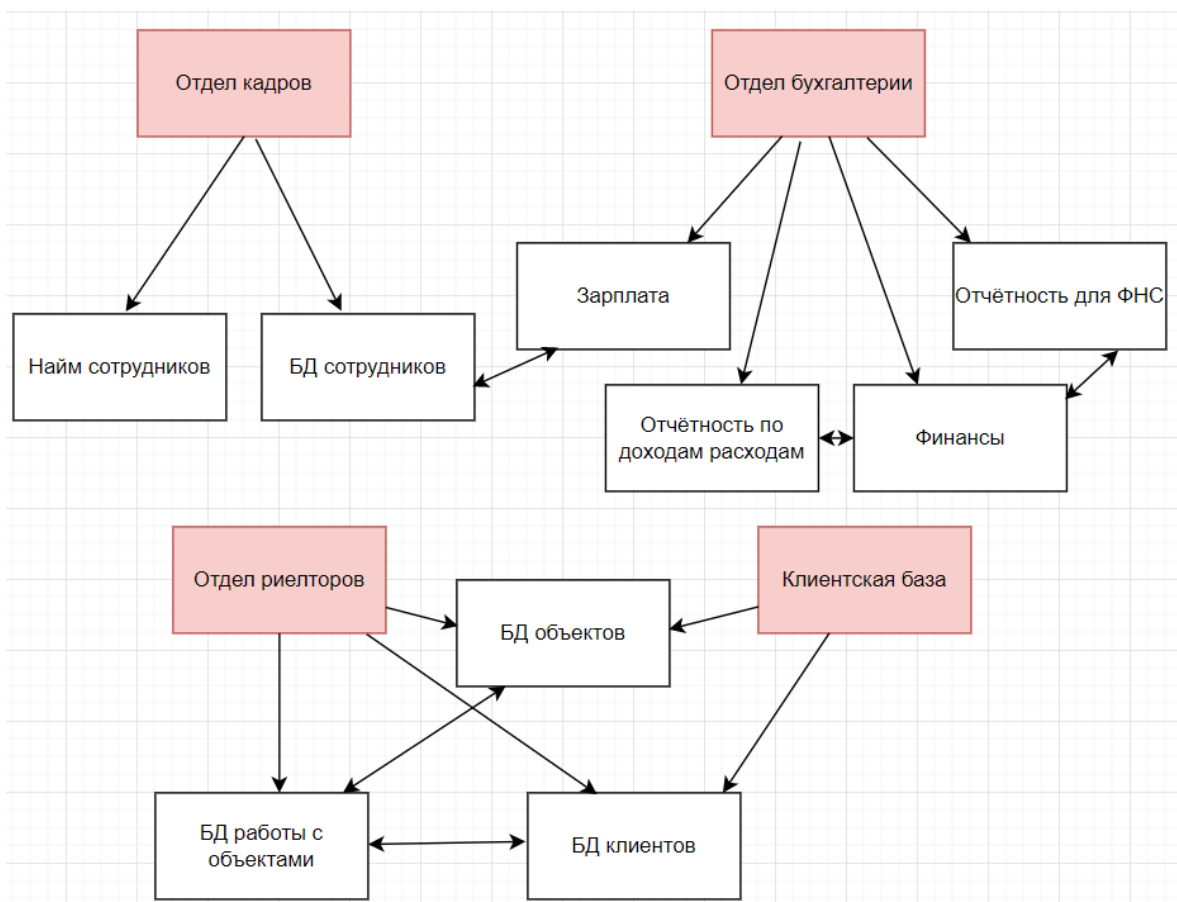 Отдел кадров
Отдел бухгалтерии
Зарплата
Отчётность для ФНС
Найм сотрудников
БД сотрудников
Отчётность по
доходам расходам
Финансы
Отдел риелторов
Клиентская база
БД объектов
БД работы с
объектами
БД клиентов